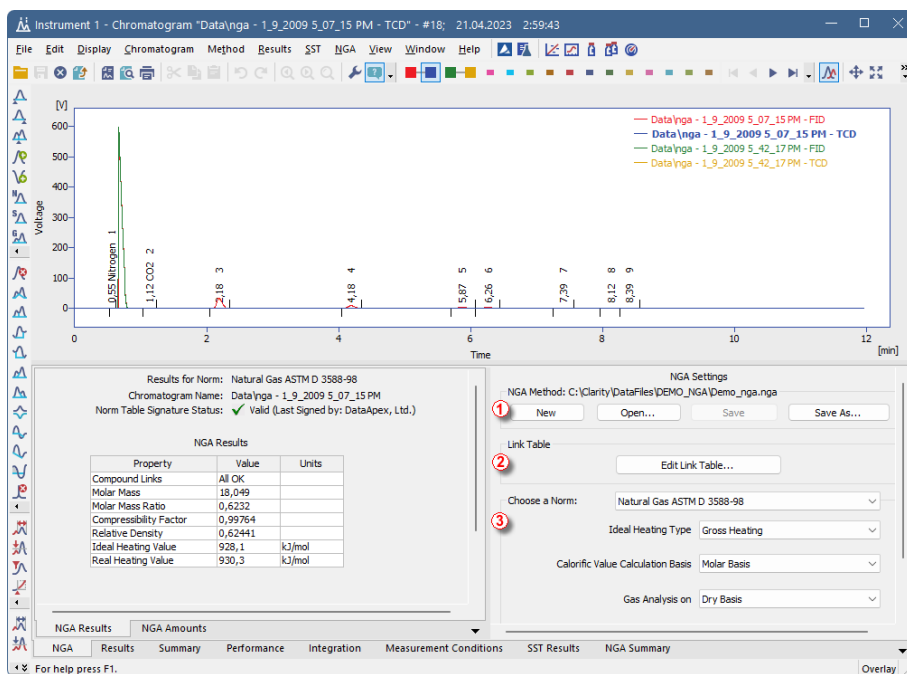 Instrument 1 - Chromatogram "Data\nga - 1_9_2009 5_07_15 PM - TCD" - #18; 21.04.2023 2:59:43
File Edit Display Chromatogram Method Results SST NGA View Window Help
[V]
600
500
400
300
200
100
0
Voltage
Data\nga - 1_9_2009 5_07_15 PM - FID
Data\nga - 1_9_2009 5_07_15 PM - TCD
Data\nga - 1_9_2009 5_42_17 PM - FID
Data\nga - 1_9_2009 5_42_17 PM - TCD
0,55 Nitrogen 1
1,12 CO2 2
2,18 3
4,18 4
5,87 5
6,26 6
7,39 7
8,12 8
8,39 9
0 2 4 6 8 10 12
Time
[min]
Results for Norm: Natural Gas ASTM D 3588-98
Chromatogram Name: Data\nga - 1_9_2009 5_07_15 PM
Norm Table Signature Status: Valid (Last Signed by: DataApex, Ltd.)
NGA Results
Property Value Units
Compound Links All OK
Molar Mass 18,049
Molar Mass Ratio 0,6232
Compressibility Factor 0,99764
Relative Density 0,62441
Ideal Heating Value 928,1 kJ/mol
Real Heating Value 930,3 kJ/mol
NGA Results NGA Amounts
NGA Settings
NGA Method: C:\Clarity\DataFiles\DEMO_NGA\Demo_nga.nga
1 New Open... Save Save As...
Link Table
2 Edit Link Table...
Choose a Norm: Natural Gas ASTM D 3588-98
3 Ideal Heating Type Gross Heating
Calorific Value Calculation Basis Molar Basis
Gas Analysis on Dry Basis
NGA Results Summary Performance Integration Measurement Conditions SST Results NGA Summary
For help press F1.
Overlay